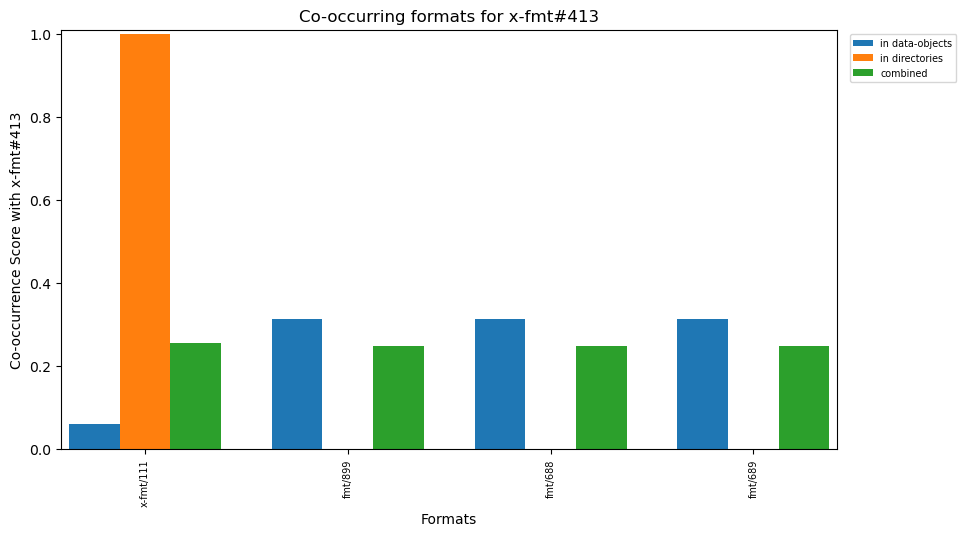 Co-occurring formats for x-fmt#413
in data-objects
in directories
combined
Co-occurrence Score with x-fmt#413
1.0
0.8
0.6
0.4
0.2
0.0
x-fmt/111
fmt/899
fmt/688
fmt/689
Formats